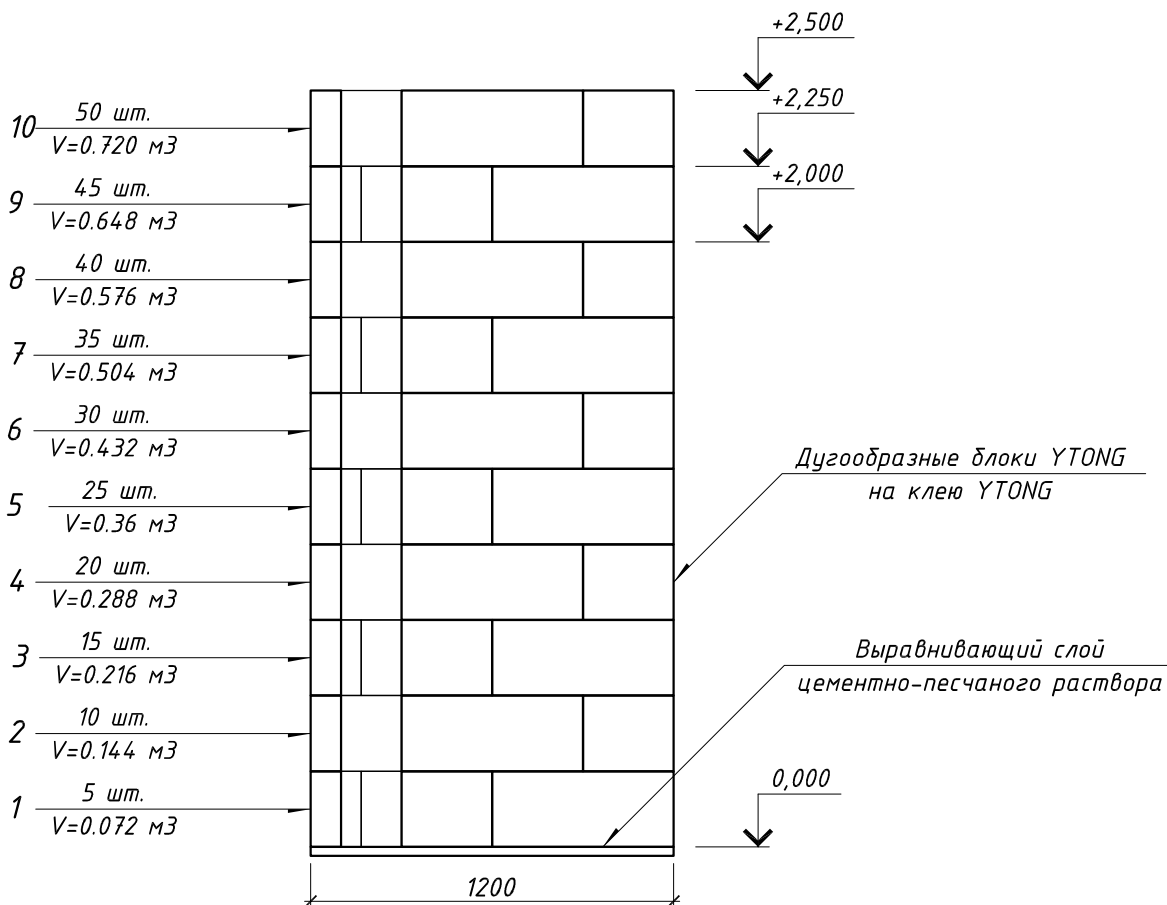 +2,500
+2,250
+2,000
10
50 шт.
V=0.720 м3
9
45 шт.
V=0.648 м3
8
40 шт.
V=0.576 м3
7
35 шт.
V=0.504 м3
6
30 шт.
V=0.432 м3
5
25 шт.
V=0.36 м3
4
20 шт.
V=0.288 м3
3
15 шт.
V=0.216 м3
2
10 шт.
V=0.144 м3
1
5 шт.
V=0.072 м3
Дугообразные блоки YTONG
на клею YTONG
Выравнивающий слой
цементно-песчаного раствора
0,000
1200